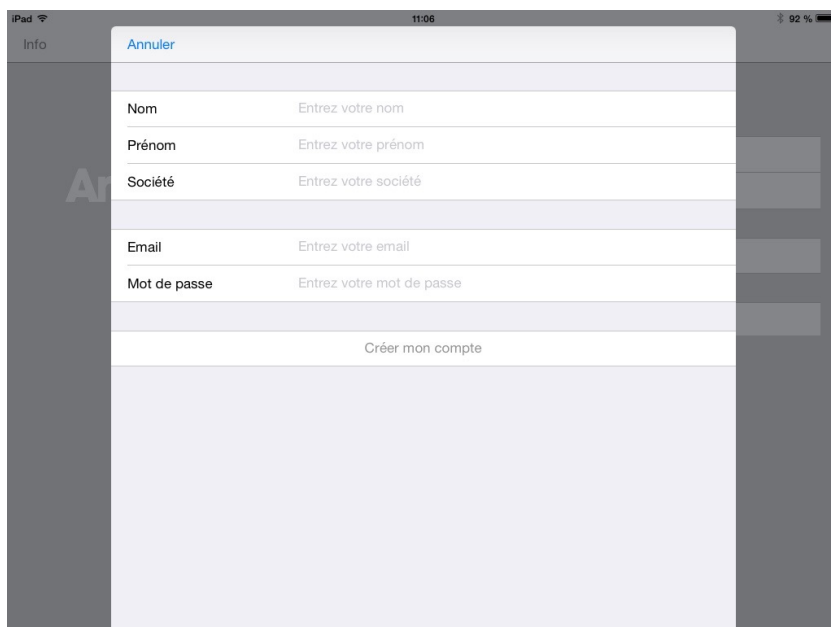 iPad 11:06 92 %
Info Annuler
Nom Entrez votre nom
Prénom Entrez votre prénom
Ar
Société Entrez votre société
Email Entrez votre email
Mot de passe Entrez votre mot de passe
Créer mon compte